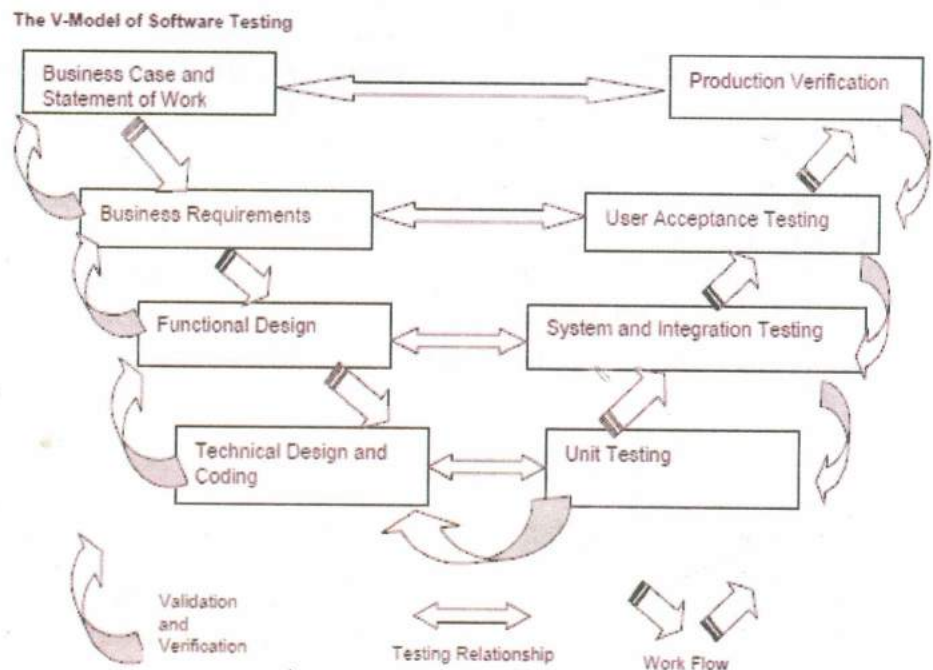 The V-Model of Software Testing
Business Case and
Statement of Work
Production Verification
Business Requirements
User Acceptance Testing
Functional Design
System and Integration Testing
Technical Design and
Coding
Unit Testing
Validation
and
Verification
Testing Relationship
Work Flow